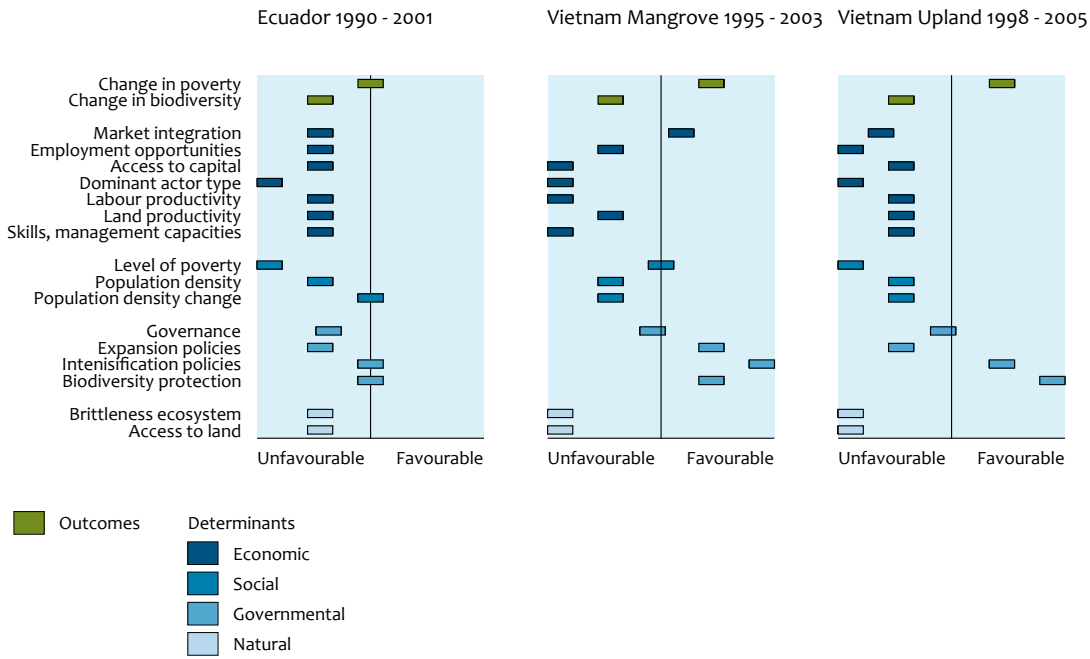 Ecuador 1990 - 2001
Vietnam Mangrove 1995 - 2003
Vietnam Upland 1998 - 2005
Change in poverty
Change in biodiversity
Market integration
Employment opportunities
Access to capital
Dominant actor type
Labour productivity
Land productivity
Skills, management capacities
Level of poverty
Population density
Population density change
Governance
Expansion policies
Intenisification policies
Biodiversity protection
Brittleness ecosystem
Access to land
Unfavourable Favourable
Unfavourable Favourable
Unfavourable Favourable
Outcomes
Determinants
Economic
Social
Governmental
Natural